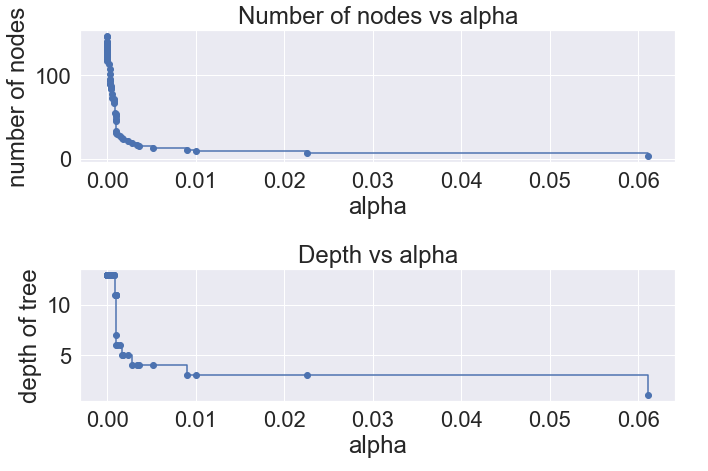 Number of nodes vs alpha
number of nodes
100
0
0.00 0.01 0.02 0.03 0.04 0.05 0.06
alpha
Depth vs alpha
depth of tree
10
5
0.00 0.01 0.02 0.03 0.04 0.05 0.06
alpha